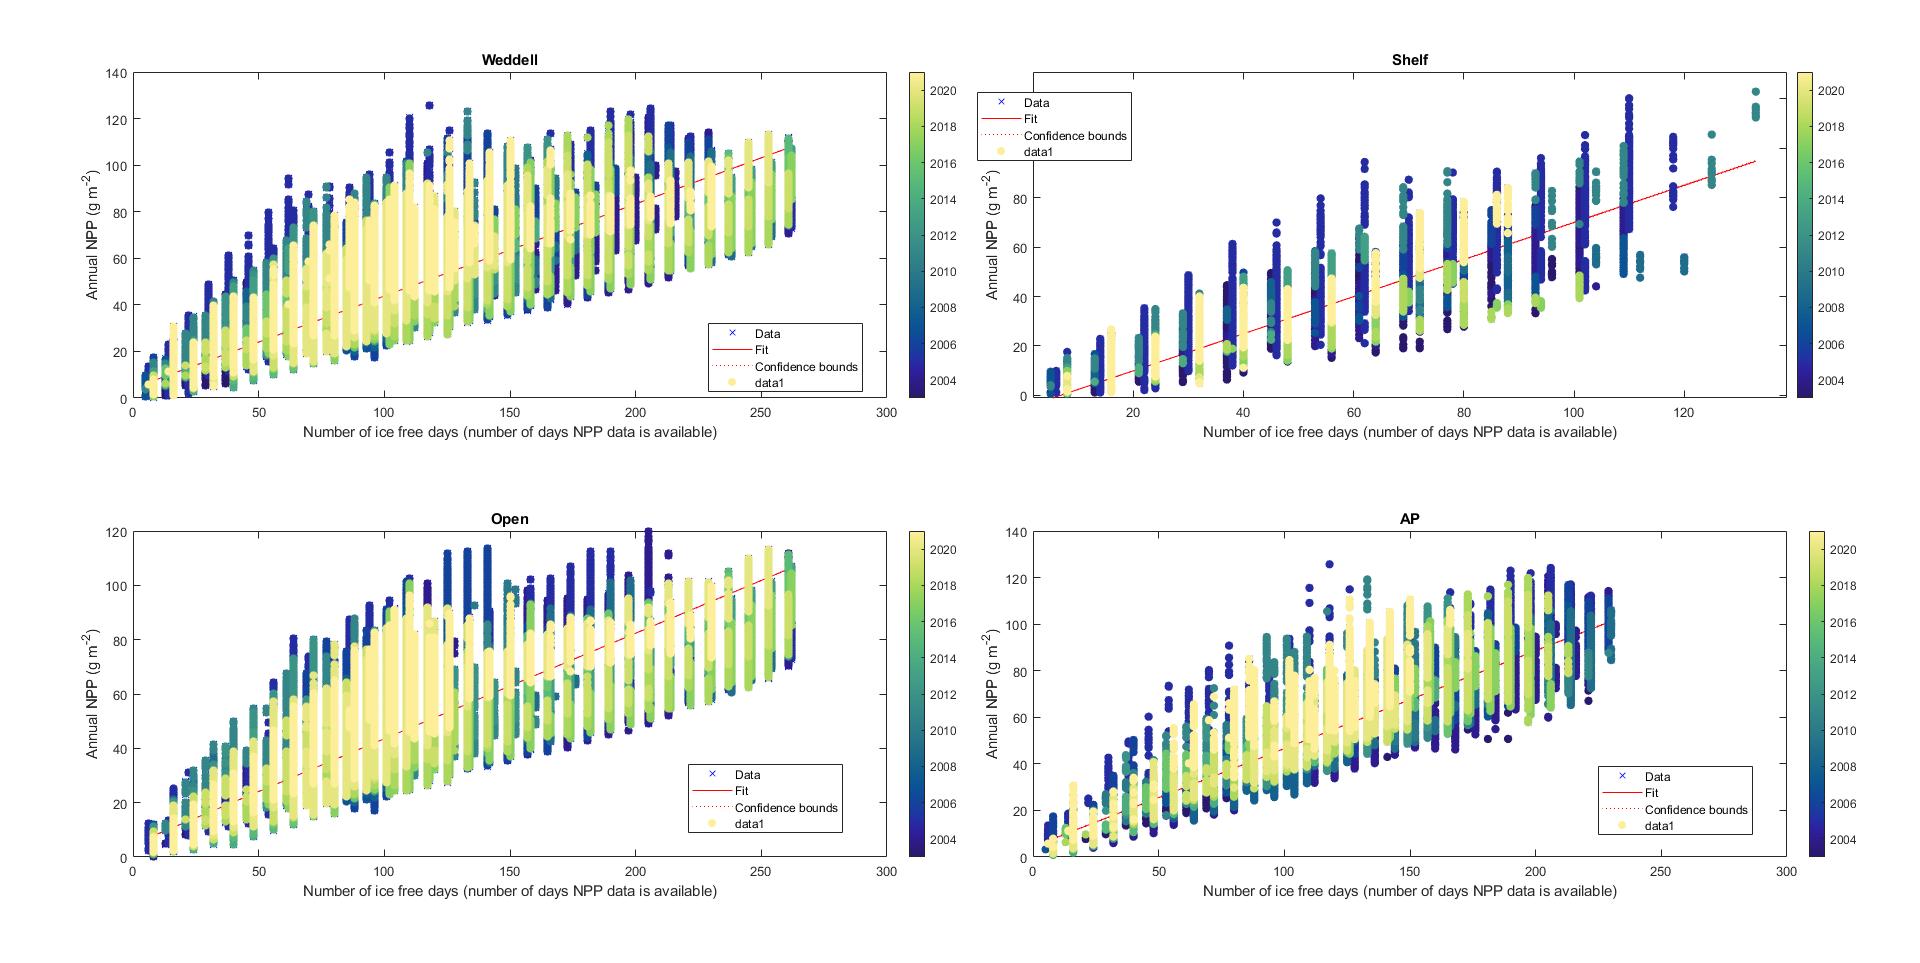 Weddell
140
120
100
80
60
40
20
0
0 50 100 150 200 250 300
Annual NPP (g m-2)
Number of ice free days (number of days NPP data is available)
Data
Fit
Confidence bounds
data1
2020
2018
2016
2014
2012
2010
2008
2006
2004
Shelf
80
60
40
20
0
20 40 60 80 100 120
Annual NPP (g m-2)
Number of ice free days (number of days NPP data is available)
Data
Fit
Confidence bounds
data1
2020
2018
2016
2014
2012
2010
2008
2006
2004
Open
120
100
80
60
40
20
0
0 50 100 150 200 250 300
Annual NPP (g m-2)
Number of ice free days (number of days NPP data is available)
Data
Fit
Confidence bounds
data1
2020
2018
2016
2014
2012
2010
2008
2006
2004
AP
140
120
100
80
60
40
20
0
0 50 100 150 200 250 300
Annual NPP (g m-2)
Number of ice free days (number of days NPP data is available)
Data
Fit
Confidence bounds
data1
2020
2018
2016
2014
2012
2010
2008
2006
2004